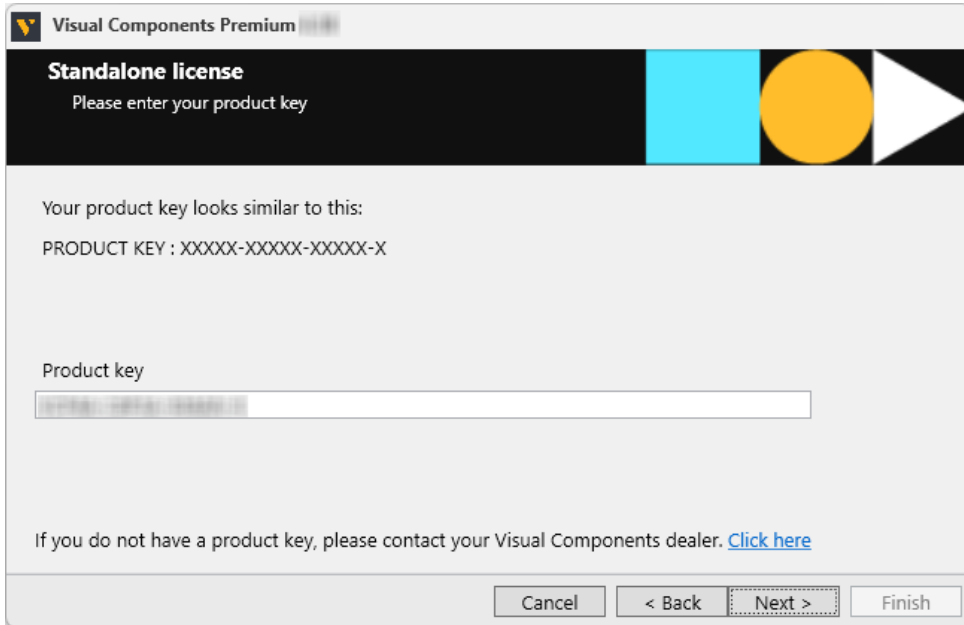 Visual Components Premium
Standalone license
Please enter your product key
Your product key looks similar to this:
PRODUCT KEY : XXXXX-XXXXX-XXXXX-X
Product key
If you do not have a product key, please contact your Visual Components dealer. Click here
Cancel
< Back
Next >
Finish